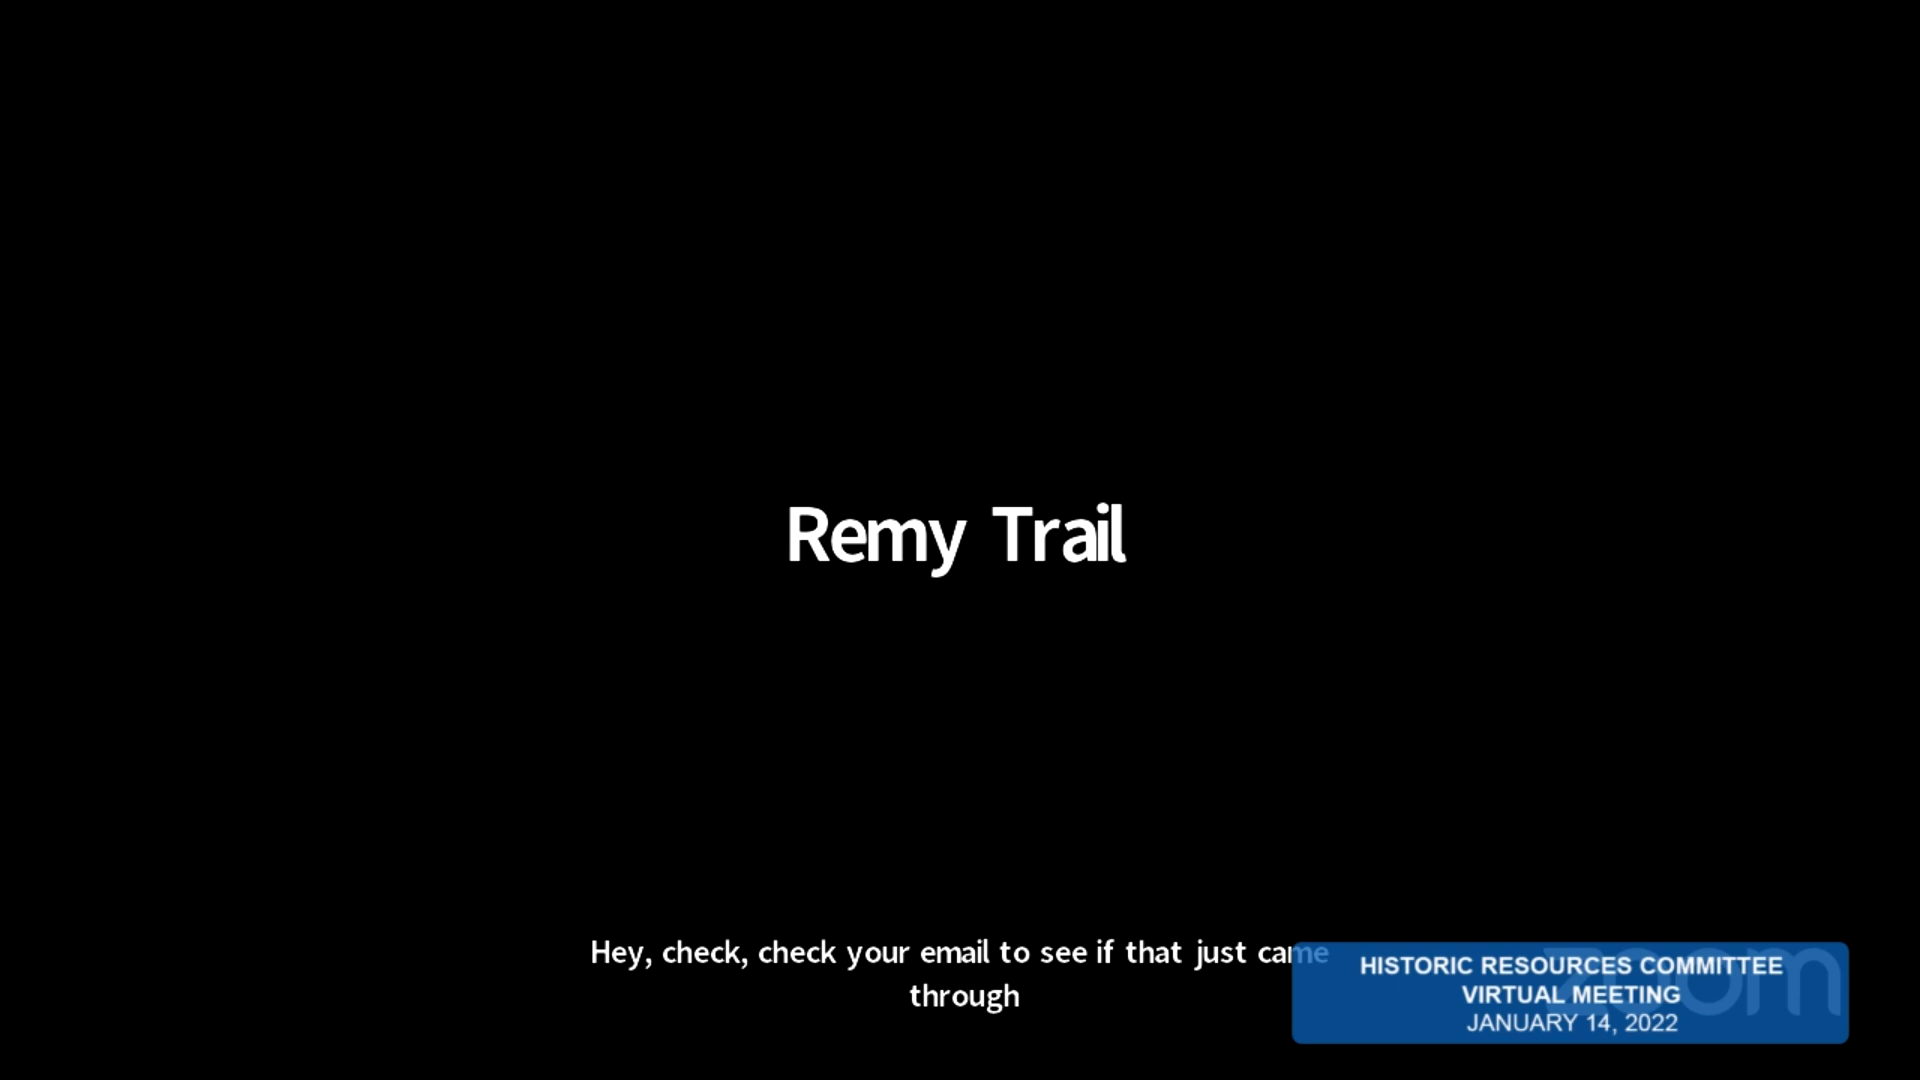 Remy Trail
Hey, check, check your email to see if that just came
through
zoom
HISTORIC RESOURCES COMMITTEE
VIRTUAL MEETING
JANUARY 14, 2022